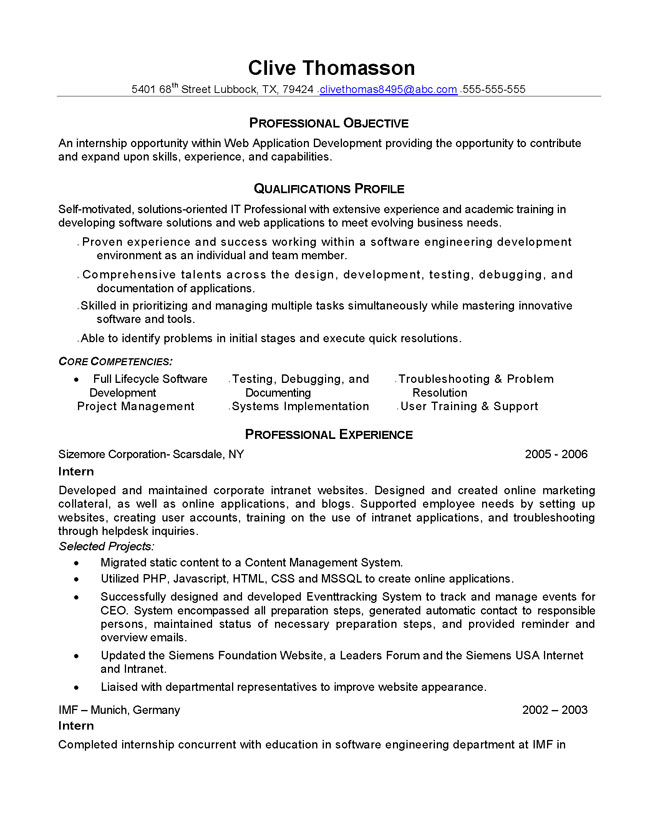 Clive Thomasson
5401 68th Street Lubbock, TX, 79424 .clivethomas8495@abc.com .555-555-555
PROFESSIONAL OBJECTIVE
An internship opportunity within Web Application Development providing the opportunity to contribute
and expand upon skills, experience, and capabilities.
QUALIFICATIONS PROFILE
Self-motivated, solutions-oriented IT Professional with extensive experience and academic training in
developing software solutions and web applications to meet evolving business needs.
.Proven experience and success working within a software engineering development
environment as an individual and team member.
.Comprehensive talents across the design, development, testing, debugging, and
documentation of applications.
.Skilled in prioritizing and managing multiple tasks simultaneously while mastering innovative
software and tools.
.Able to identify problems in initial stages and execute quick resolutions.
CORE COMPETENCIES:
• Full Lifecycle Software .Testing, Debugging, and .Troubleshooting & Problem
Development Documenting Resolution
Project Management .Systems Implementation .User Training & Support
PROFESSIONAL EXPERIENCE
Sizemore Corporation- Scarsdale, NY 2005 - 2006
Intern
Developed and maintained corporate intranet websites. Designed and created online marketing
collateral, as well as online applications, and blogs. Supported employee needs by setting up
websites, creating user accounts, training on the use of intranet applications, and troubleshooting
through helpdesk inquiries.
Selected Projects:
• Migrated static content to a Content Management System.
• Utilized PHP, Javascript, HTML, CSS and MSSQL to create online applications.
• Successfully designed and developed Eventtracking System to track and manage events for
CEO. System encompassed all preparation steps, generated automatic contact to responsible
persons, maintained status of necessary preparation steps, and provided reminder and
overview emails.
• Updated the Siemens Foundation Website, a Leaders Forum and the Siemens USA Internet
and Intranet.
• Liaised with departmental representatives to improve website appearance.
IMF – Munich, Germany 2002 – 2003
Intern
Completed internship concurrent with education in software engineering department at IMF in